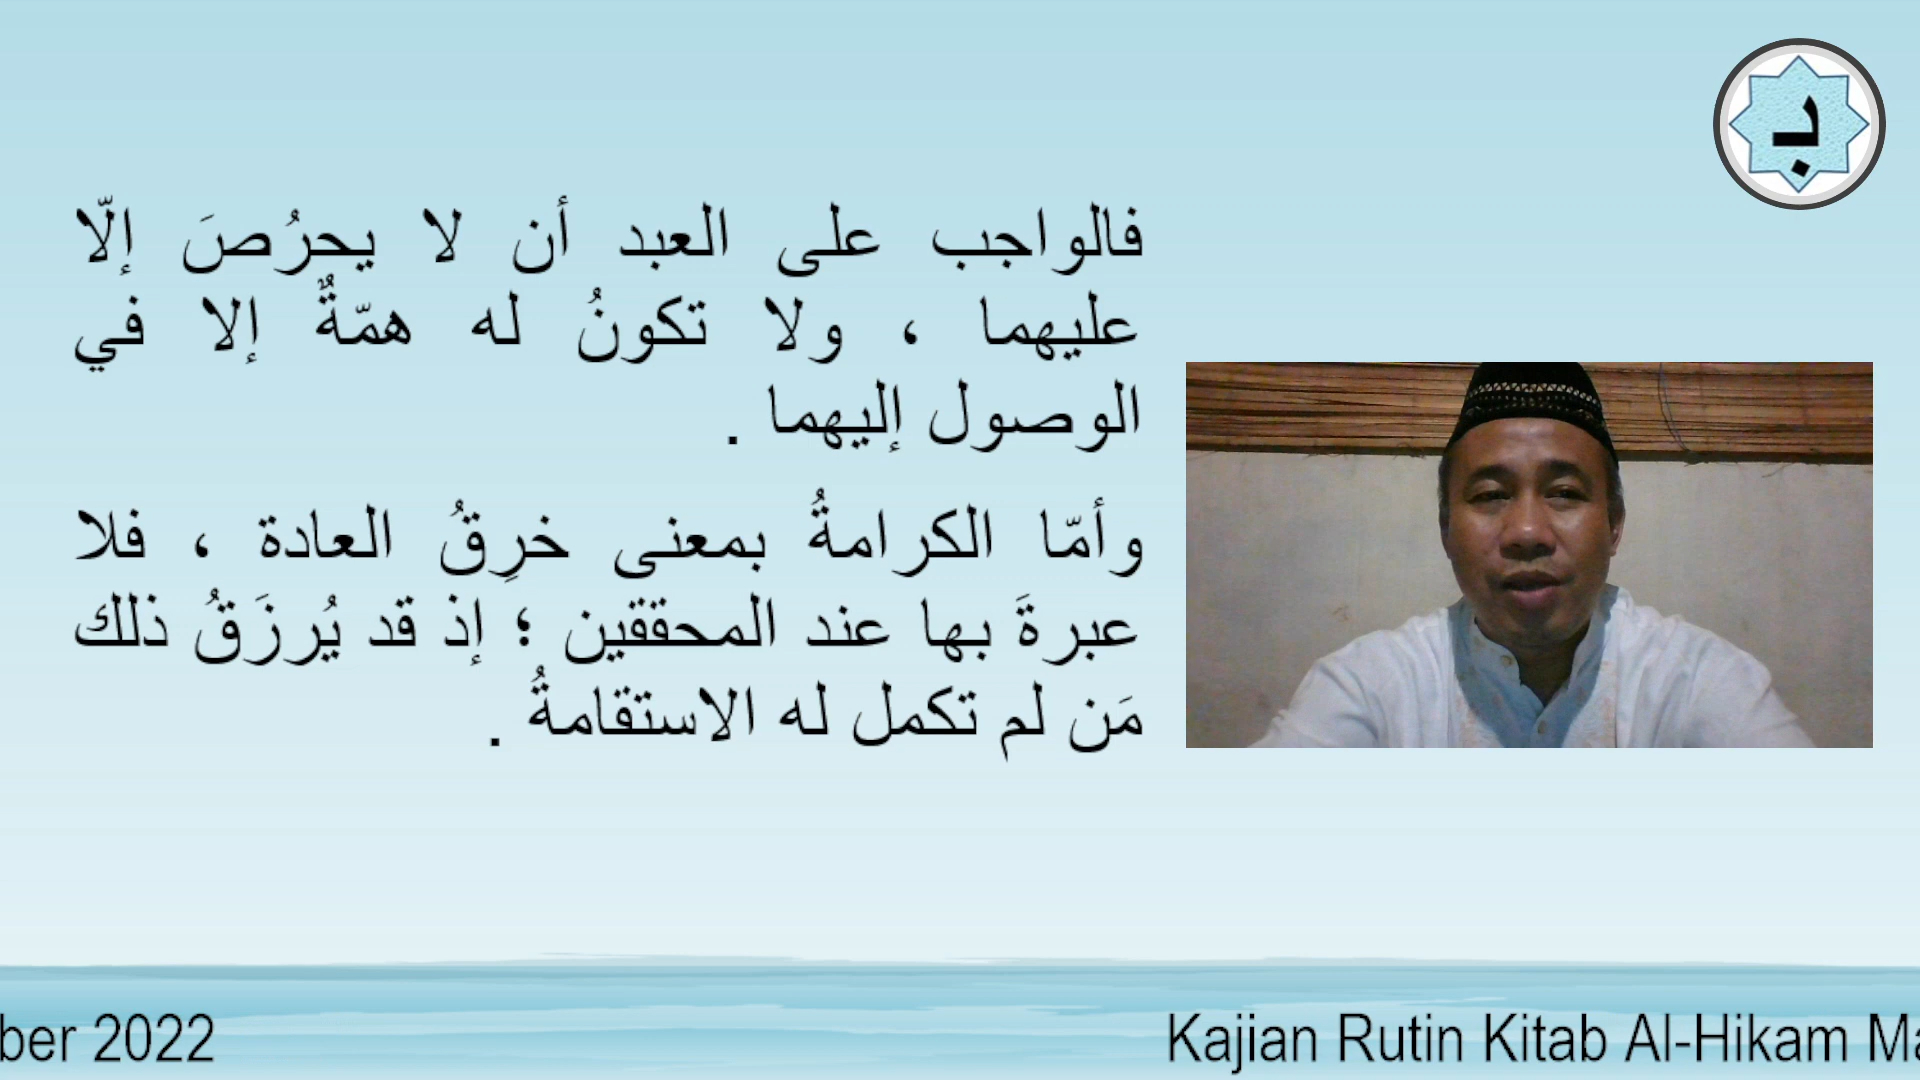 فالواجب على العبد أن لا يحرُصَ إلّا
عليهما ، ولا تكونُ له همّةٌ إلا في
الوصول إليهما .
وأمّا الكرامةُ بمعنى خرِقُ العادة ، فلا
عبرةَ بها عند المحققين ؛ إذ قد يُرزَقُ ذلك
مَن لم تكمل له الاستقامةُ .
ber 2022
Kajian Rutin Kitab Al-Hikam Ma